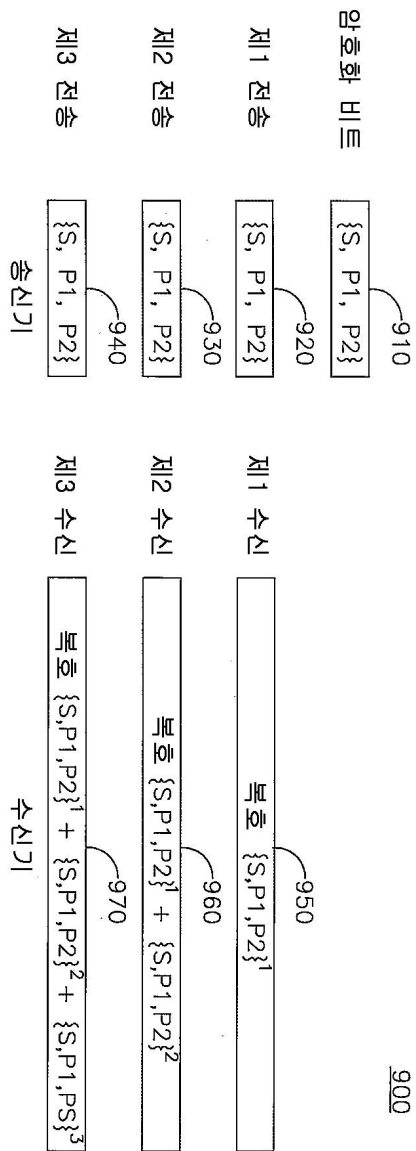 900
암호화 비트
{S, P1, P2}
910
제1 전송
{S, P1, P2}
920
제1 수신
복호 {S,P1,P2}¹
950
제2 전송
{S, P1, P2}
930
제2 수신
복호 {S,P1,P2}¹ + {S,P1,P2}²
960
제3 전송
{S, P1, P2}
940
제3 수신
복호 {S,P1,P2}¹ + {S,P1,P2}² + {S,P1,PS}³
970
송신기
수신기